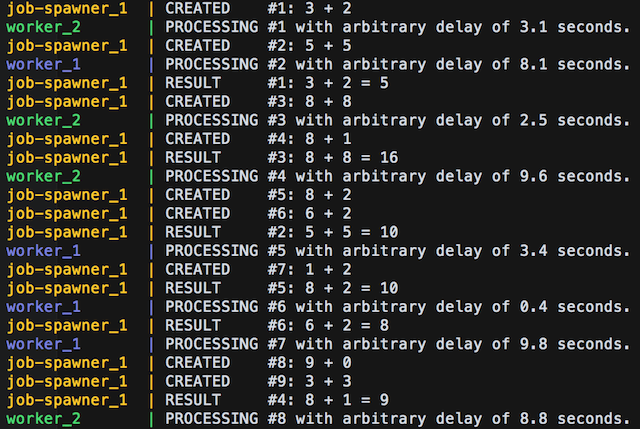 job-spawner_1 | CREATED #1: 3 + 2
worker_2 | PROCESSING #1 with arbitrary delay of 3.1 seconds.
job-spawner_1 | CREATED #2: 5 + 5
worker_1 | PROCESSING #2 with arbitrary delay of 8.1 seconds.
job-spawner_1 | RESULT #1: 3 + 2 = 5
job-spawner_1 | CREATED #3: 8 + 8
worker_2 | PROCESSING #3 with arbitrary delay of 2.5 seconds.
job-spawner_1 | CREATED #4: 8 + 1
job-spawner_1 | RESULT #3: 8 + 8 = 16
worker_2 | PROCESSING #4 with arbitrary delay of 9.6 seconds.
job-spawner_1 | CREATED #5: 8 + 2
job-spawner_1 | CREATED #6: 6 + 2
job-spawner_1 | RESULT #2: 5 + 5 = 10
worker_1 | PROCESSING #5 with arbitrary delay of 3.4 seconds.
job-spawner_1 | CREATED #7: 1 + 2
job-spawner_1 | RESULT #5: 8 + 2 = 10
worker_1 | PROCESSING #6 with arbitrary delay of 0.4 seconds.
job-spawner_1 | RESULT #6: 6 + 2 = 8
worker_1 | PROCESSING #7 with arbitrary delay of 9.8 seconds.
job-spawner_1 | CREATED #8: 9 + 0
job-spawner_1 | CREATED #9: 3 + 3
job-spawner_1 | RESULT #4: 8 + 1 = 9
worker_2 | PROCESSING #8 with arbitrary delay of 8.8 seconds.